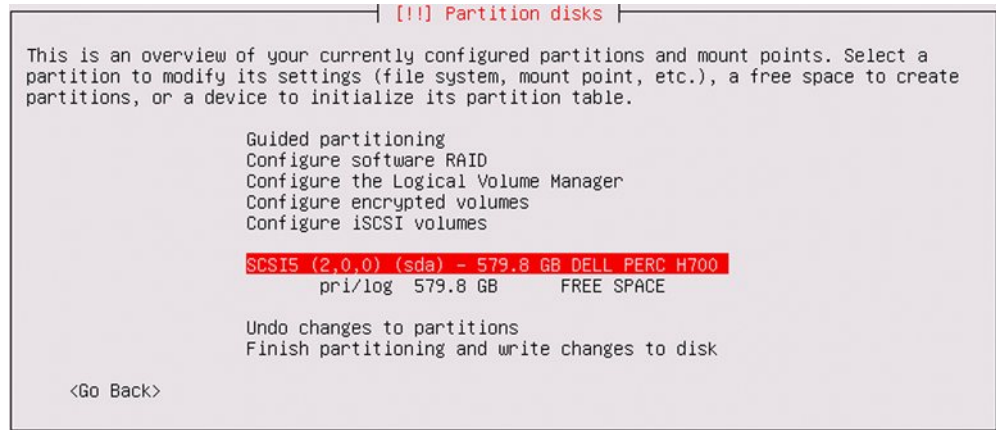 [!!] Partition disks
This is an overview of your currently configured partitions and mount points. Select a
partition to modify its settings (file system, mount point, etc.), a free space to create
partitions, or a device to initialize its partition table.
Guided partitioning
Configure software RAID
Configure the Logical Volume Manager
Configure encrypted volumes
Configure iSCSI volumes
SCSI5 (2,0,0) (sda) - 579.8 GB DELL PERC H700
pri/log 579.8 GB FREE SPACE
Undo changes to partitions
Finish partitioning and write changes to disk
<Go Back>